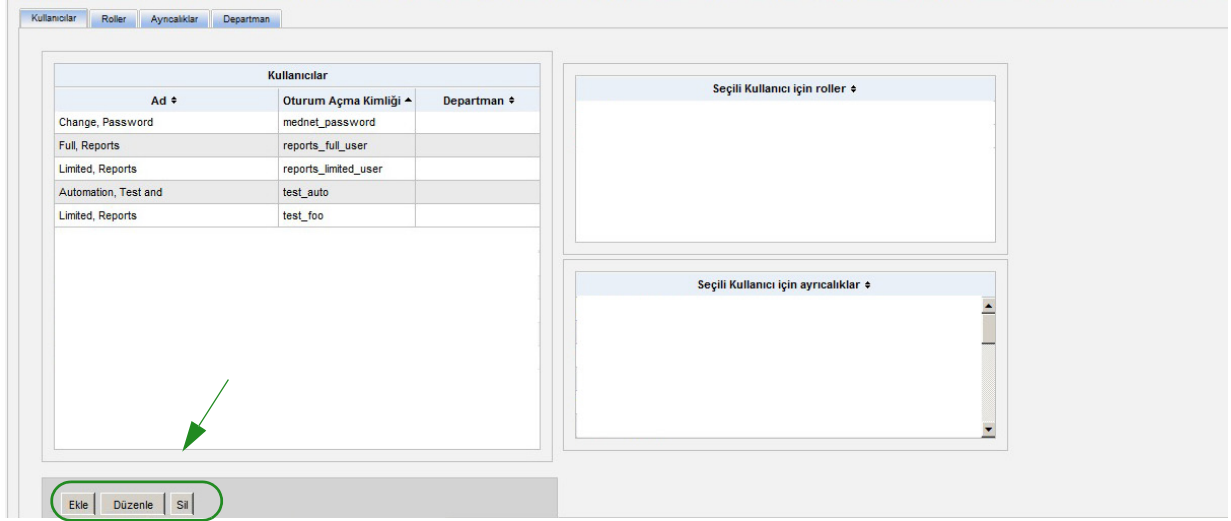 Kullanıcılar Roller Ayrıcalıklar Departman
Kullanıcılar
Ad Oturum Açma Kimliği Departman
Change, Password mednet_password
Full, Reports reports_full_user
Limited, Reports reports_limited_user
Automation, Test and test_auto
Limited, Reports test_foo
Seçili Kullanıcı için roller
Seçili Kullanıcı için ayrıcalıklar
Ekle Düzenle Sil